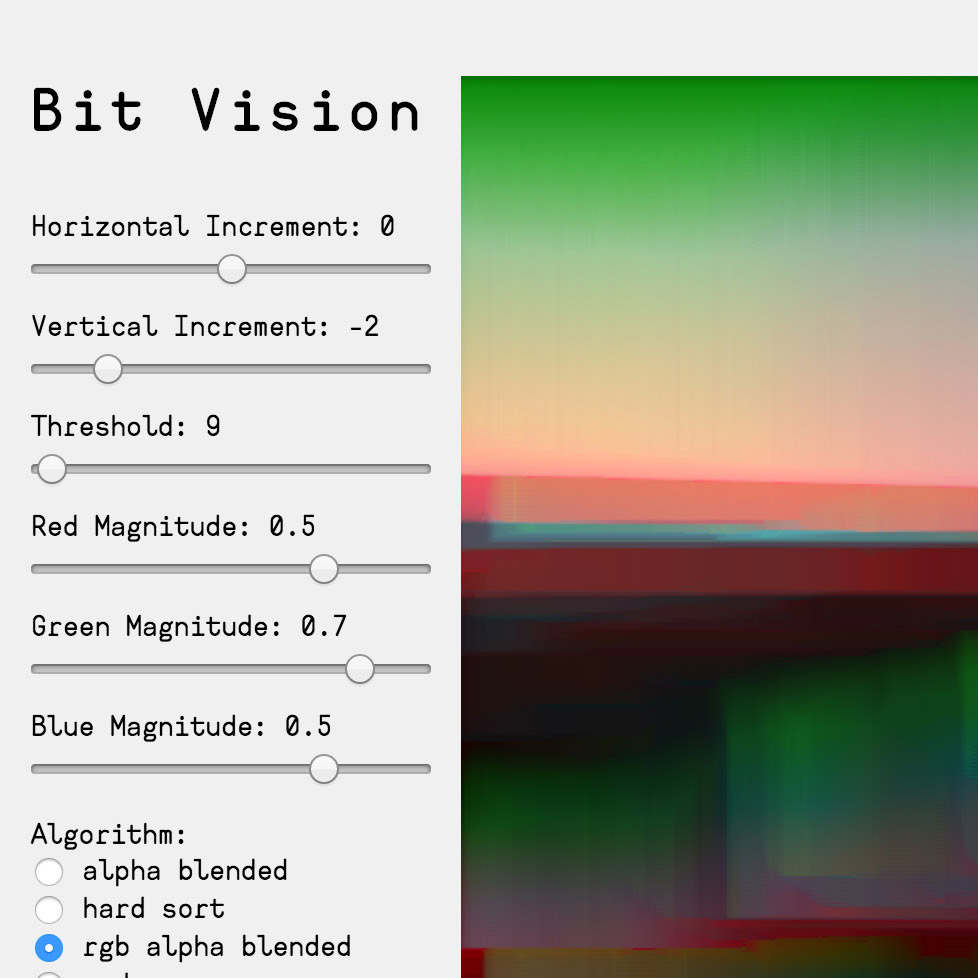 Bit Vision
Horizontal Increment: 0
Vertical Increment: -2
Threshold: 9
Red Magnitude: 0.5
Green Magnitude: 0.7
Blue Magnitude: 0.5
Algorithm:
alpha blended
hard sort
rgb alpha blended